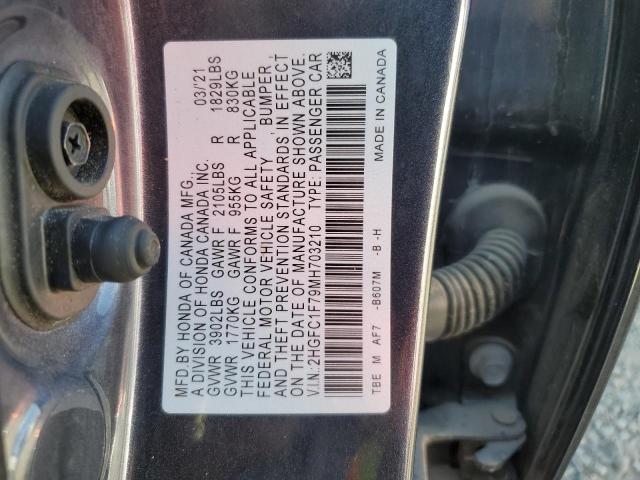 MFD. BY HONDA OF CANADA MFG., 03/'21
A DIVISION OF HONDA CANADA INC.
GVWR 3902LBS GAWR F 2105LBS R 1829LBS
GVWR 1770KG GAWR F 955KG R 830KG
THIS VEHICLE CONFORMS TO ALL APPLICABLE
FEDERAL MOTOR VEHICLE SAFETY , BUMPER ,
AND THEFT PREVENTION STANDARDS IN EFFECT
ON THE DATE OF MANUFACTURE SHOWN ABOVE.
V.I.N.:2HGFC1F79MH703210 TYPE: PASSENGER CAR
TBE M AF7 -B607M -B -H MADE IN CANADA